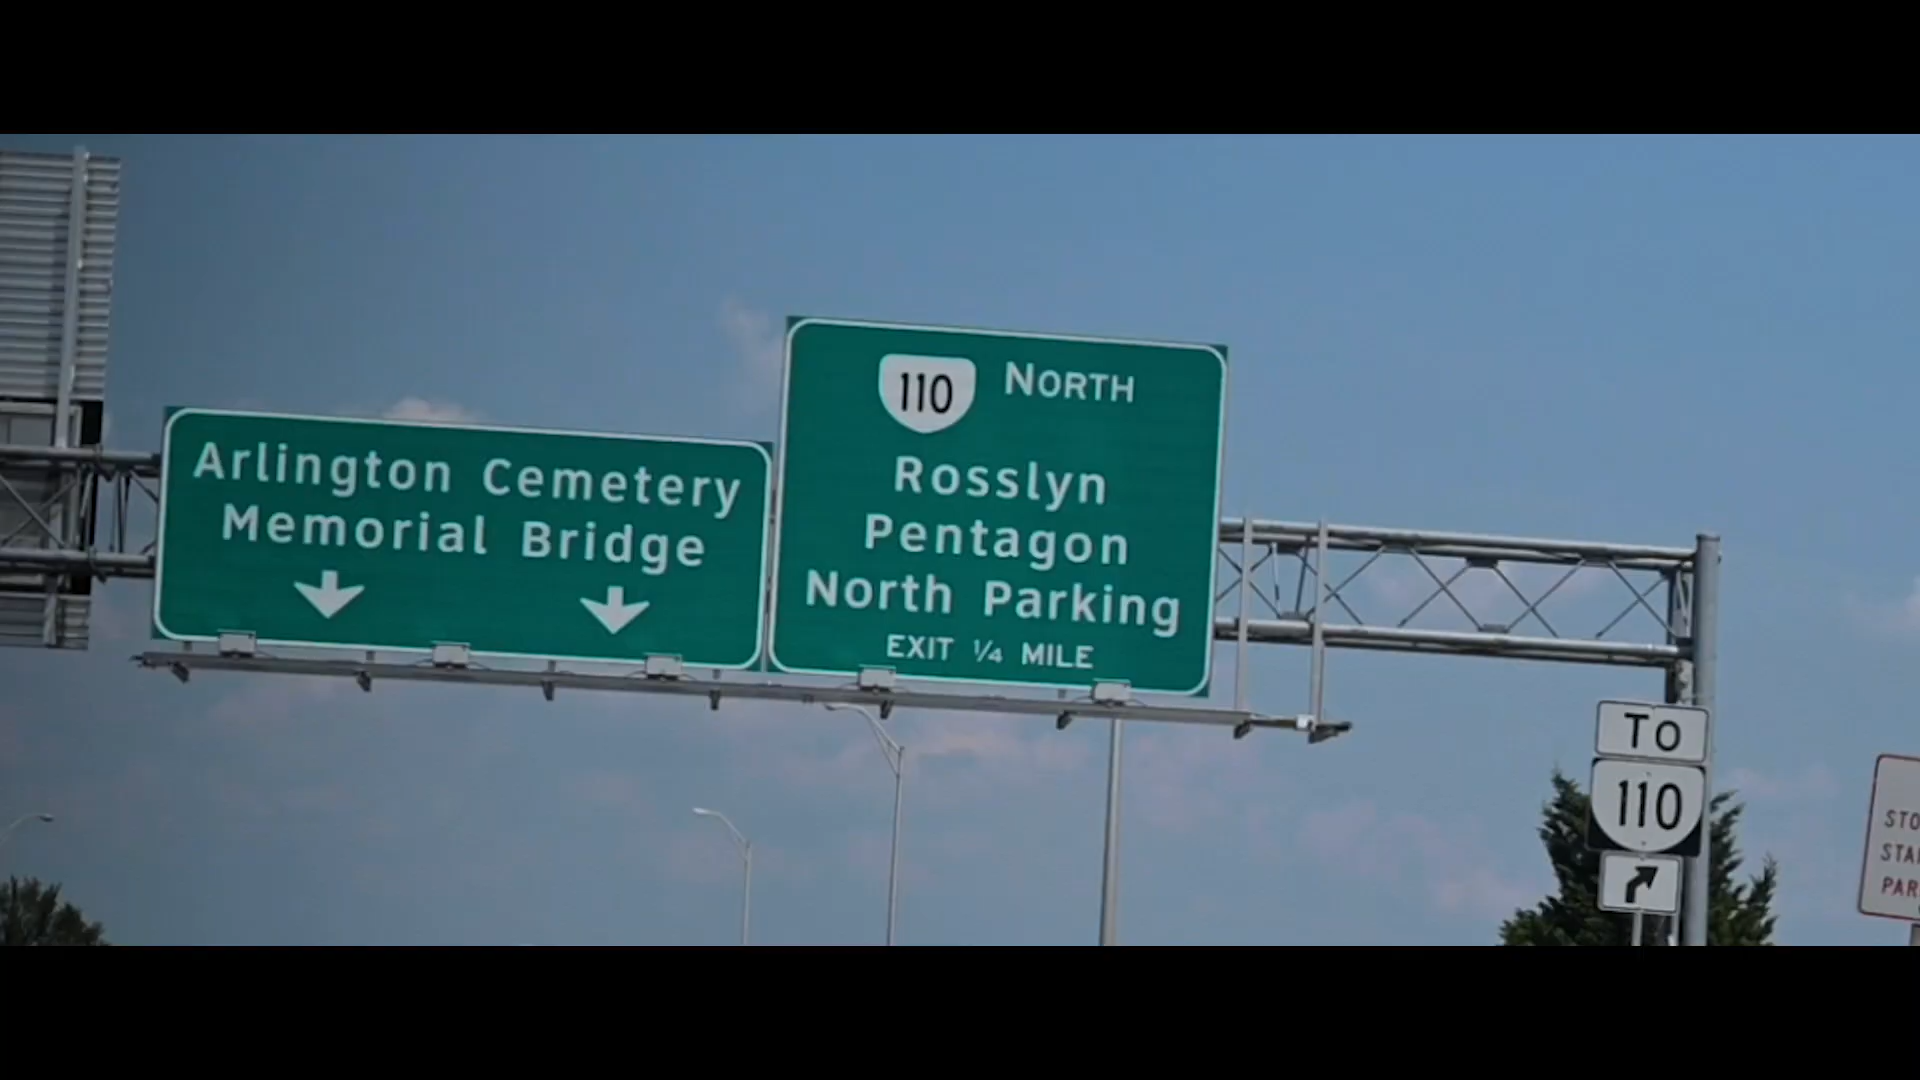 Arlington Cemetery
Memorial Bridge
110 NORTH
Rosslyn
Pentagon
North Parking
EXIT ¼ MILE
TO
110